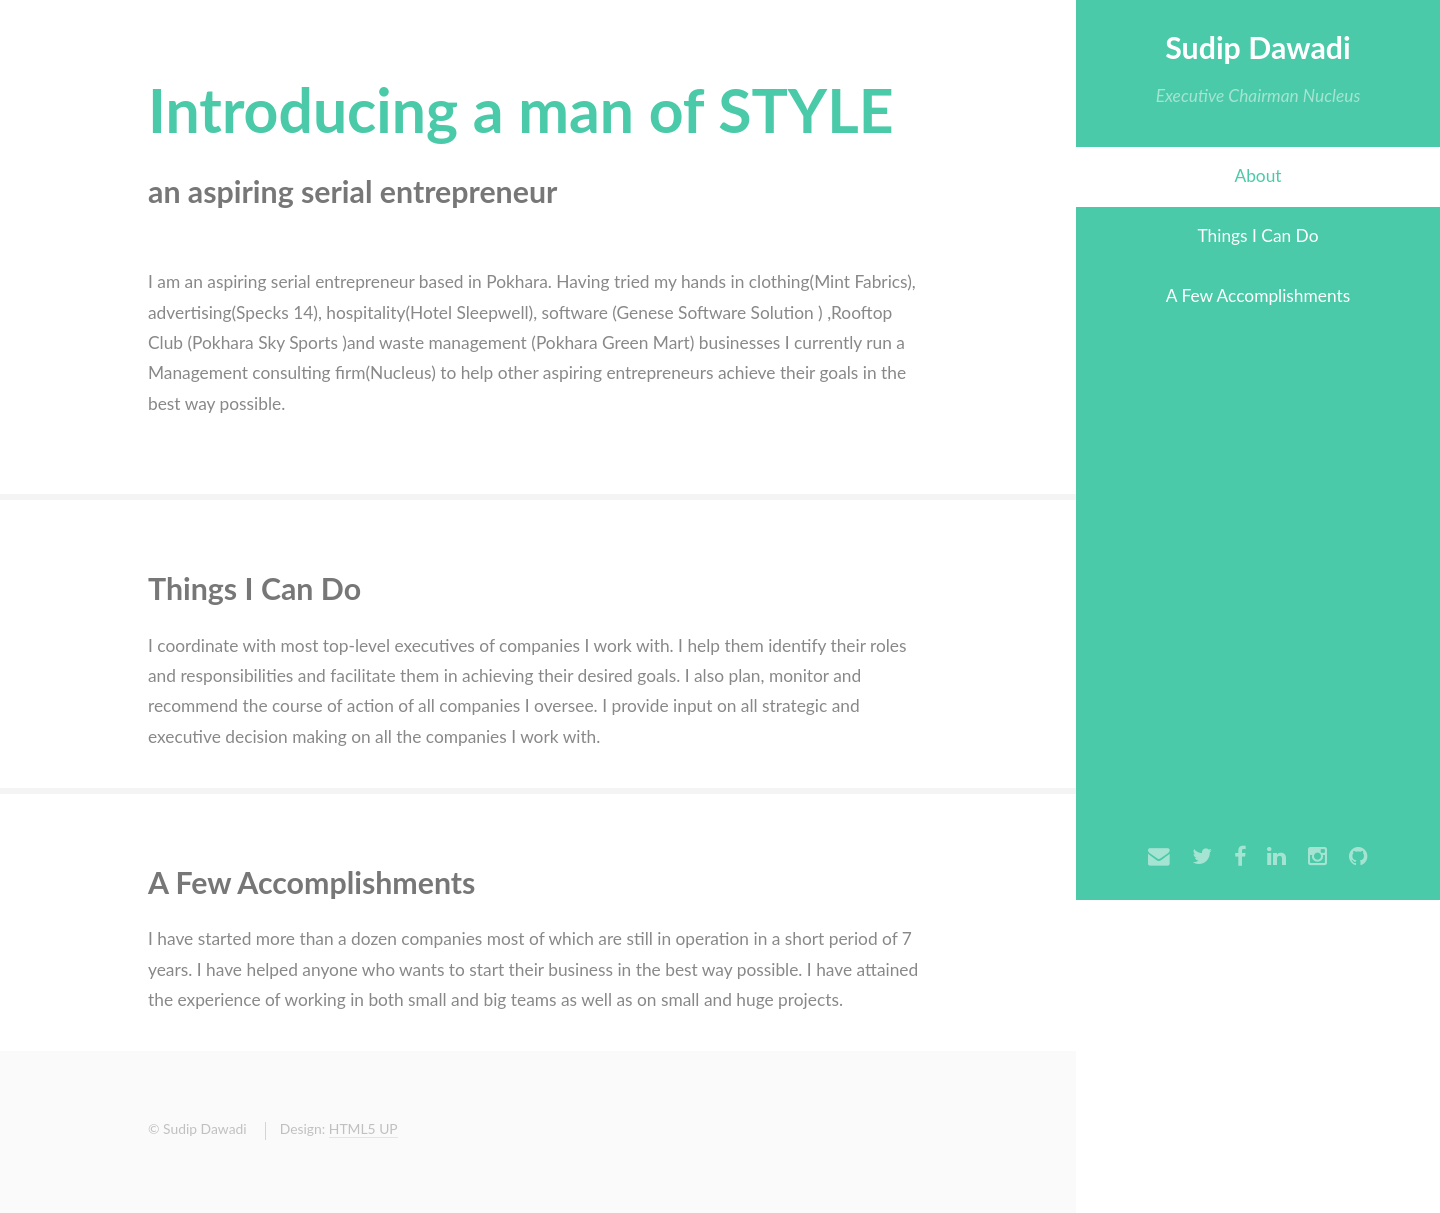 Introducing a man of STYLE
an aspiring serial entrepreneur
I am an aspiring serial entrepreneur based in Pokhara. Having tried my hands in clothing(Mint Fabrics),
advertising(Specks 14), hospitality(Hotel Sleepwell), software (Genese Software Solution ) ,Rooftop
Club (Pokhara Sky Sports )and waste management (Pokhara Green Mart) businesses I currently run a
Management consulting firm(Nucleus) to help other aspiring entrepreneurs achieve their goals in the
best way possible.
Things I Can Do
I coordinate with most top-level executives of companies I work with. I help them identify their roles
and responsibilities and facilitate them in achieving their desired goals. I also plan, monitor and
recommend the course of action of all companies I oversee. I provide input on all strategic and
executive decision making on all the companies I work with.
A Few Accomplishments
I have started more than a dozen companies most of which are still in operation in a short period of 7
years. I have helped anyone who wants to start their business in the best way possible. I have attained
the experience of working in both small and big teams as well as on small and huge projects.
© Sudip Dawadi
Design: HTML5 UP
Sudip Dawadi
Executive Chairman Nucleus
About
Things I Can Do
A Few Accomplishments